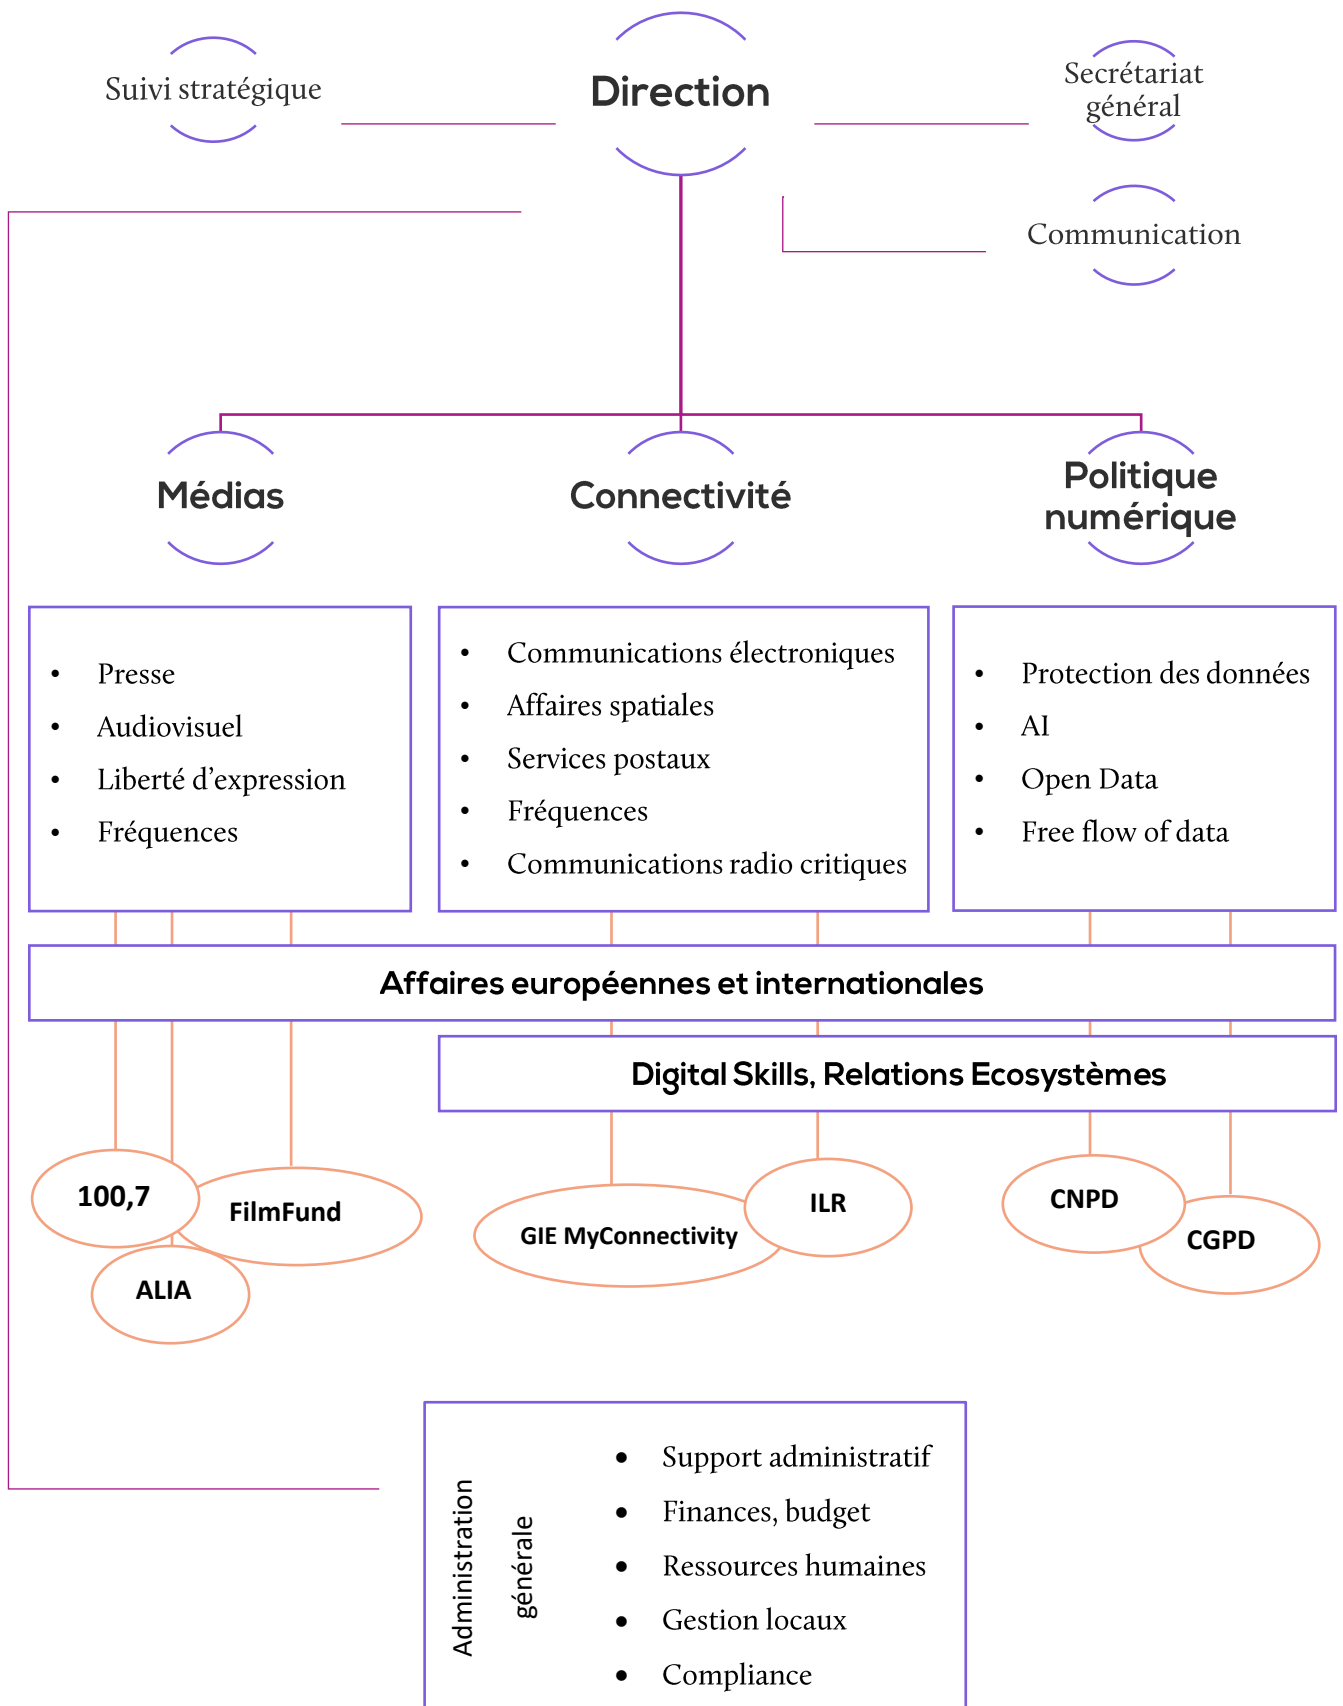 Suivi stratégique
Direction
Secrétariat
général
Communication
Médias
Connectivité
Politique
numérique
• Presse
• Audiovisuel
• Liberté d’expression
• Fréquences
• Communications électroniques
• Affaires spatiales
• Services postaux
• Fréquences
• Communications radio critiques
• Protection des données
• AI
• Open Data
• Free flow of data
Affaires européennes et internationales
Digital Skills, Relations Ecosystèmes
100,7
FilmFund
ALIA
GIE MyConnectivity
ILR
CNPD
CGPD
Administration
générale
• Support administratif
• Finances, budget
• Ressources humaines
• Gestion locaux
• Compliance